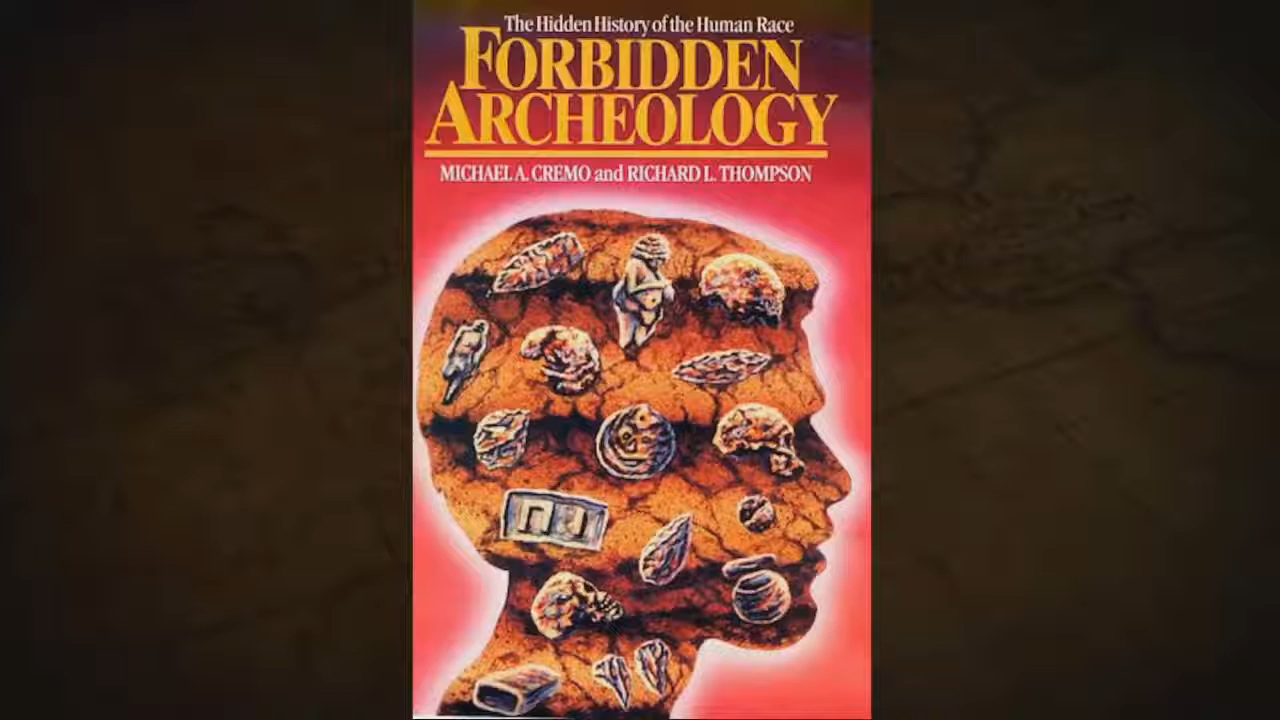 The Hidden History of the Human Race
FORBIDDEN
ARCHEOLOGY
MICHAEL A. CREMO and RICHARD L. THOMPSON